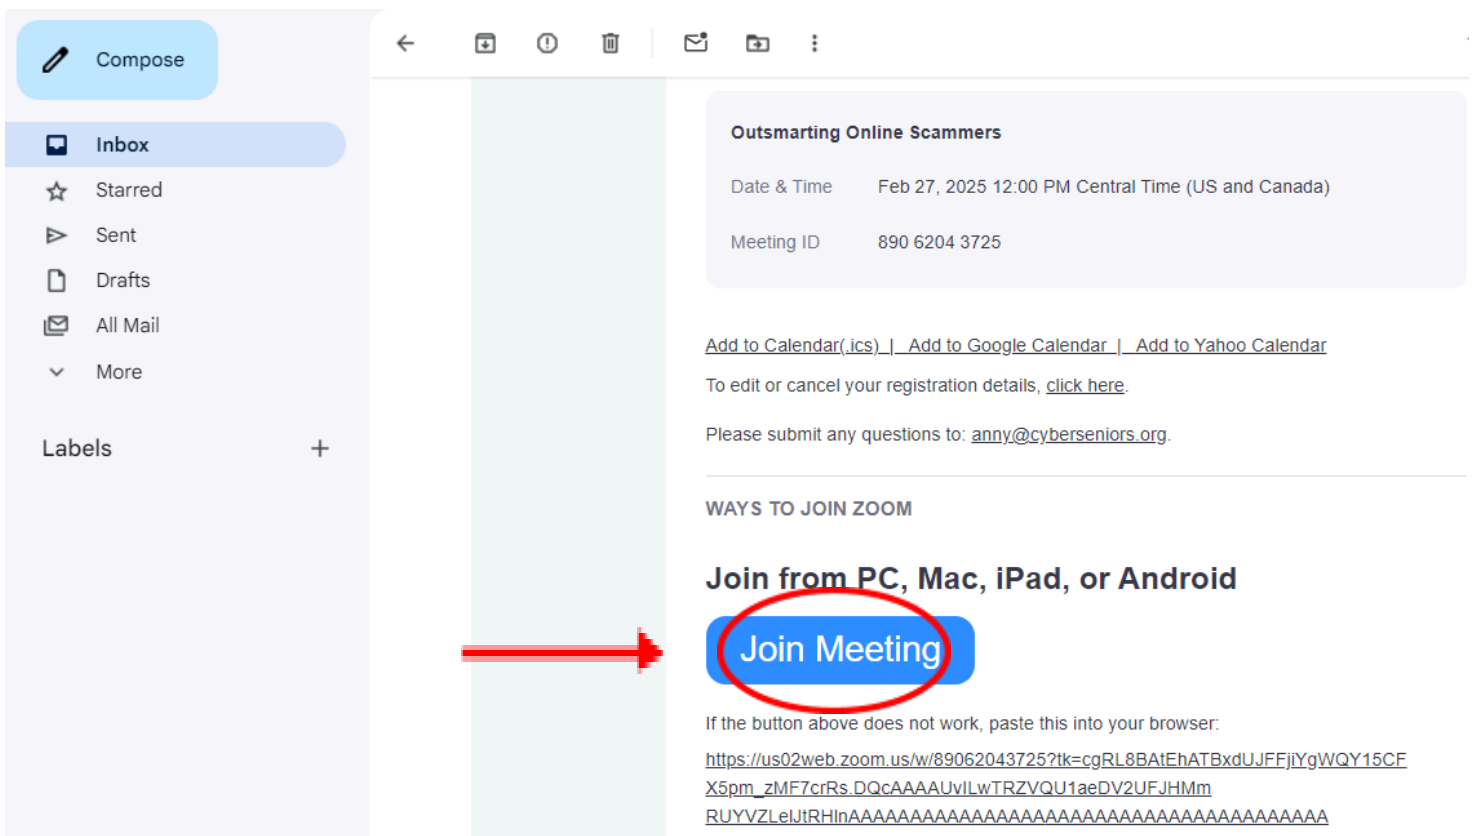 Compose
Inbox
Starred
Sent
Drafts
All Mail
More
Labels
Outsmarting Online Scammers
Date & Time Feb 27, 2025 12:00 PM Central Time (US and Canada)
Meeting ID 890 6204 3725
Add to Calendar(.ics) | Add to Google Calendar | Add to Yahoo Calendar
To edit or cancel your registration details, click here.
Please submit any questions to: anny@cyberseniors.org.
WAYS TO JOIN ZOOM
Join from PC, Mac, iPad, or Android
Join Meeting
If the button above does not work, paste this into your browser:
https://us02web.zoom.us/w/89062043725?tk=cgRL8BAtEhATBxdUJFFjiYgWQY15CF
X5pm_zMF7crRs.DQcAAAAUvILwTRZVQU1aeDV2UFJHMm
RUYVZLelJtRHlnAAAAAAAAAAAAAAAAAAAAAAAAAAAAAAAAAAAAAAA